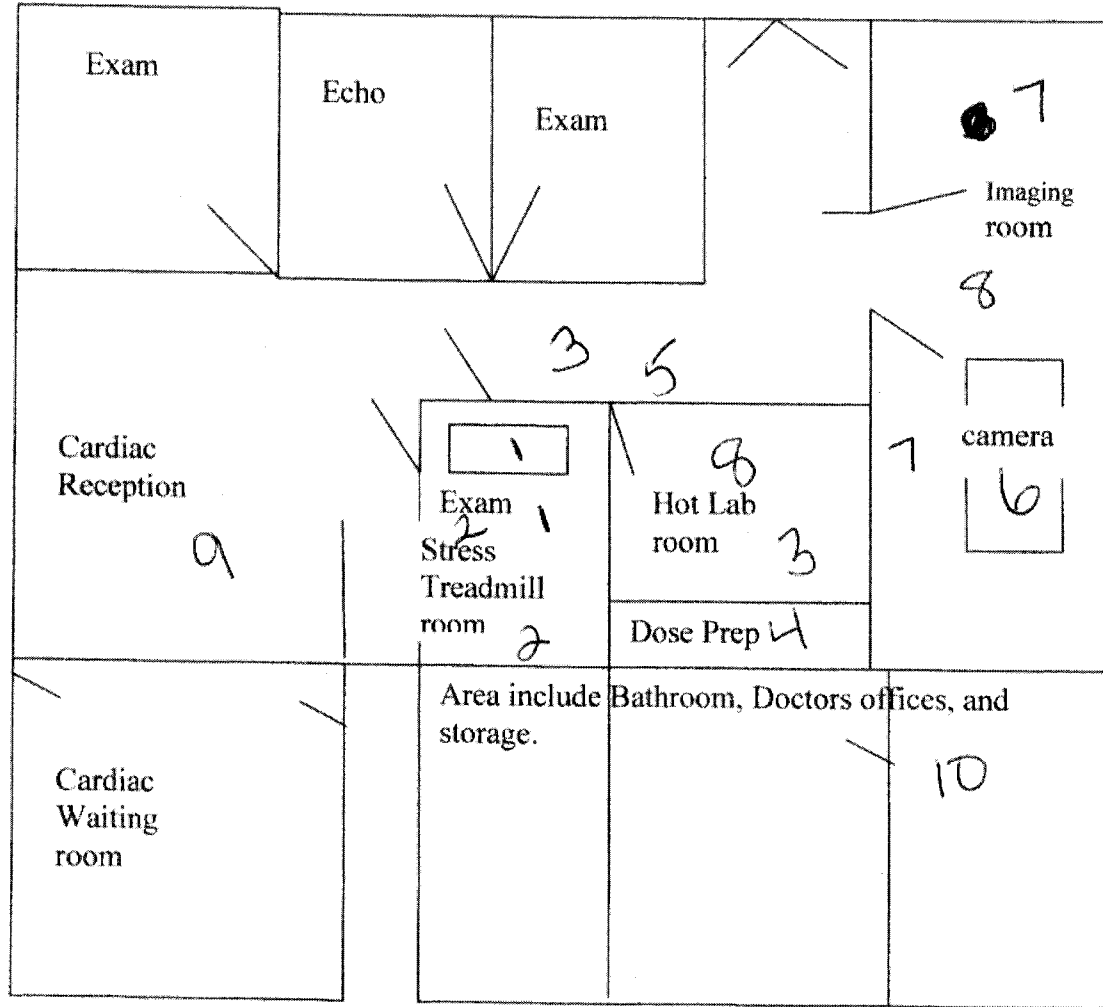 Exam
Echo
Exam
7
Imaging
room
8
3
5
Cardiac
Reception
9
1
Exam
2
1
Stress
Treadmill
room
2
8
Hot Lab
room
3
Dose Prep 4
7
camera
6
Area include Bathroom, Doctors offices, and
storage.
10
Cardiac
Waiting
room